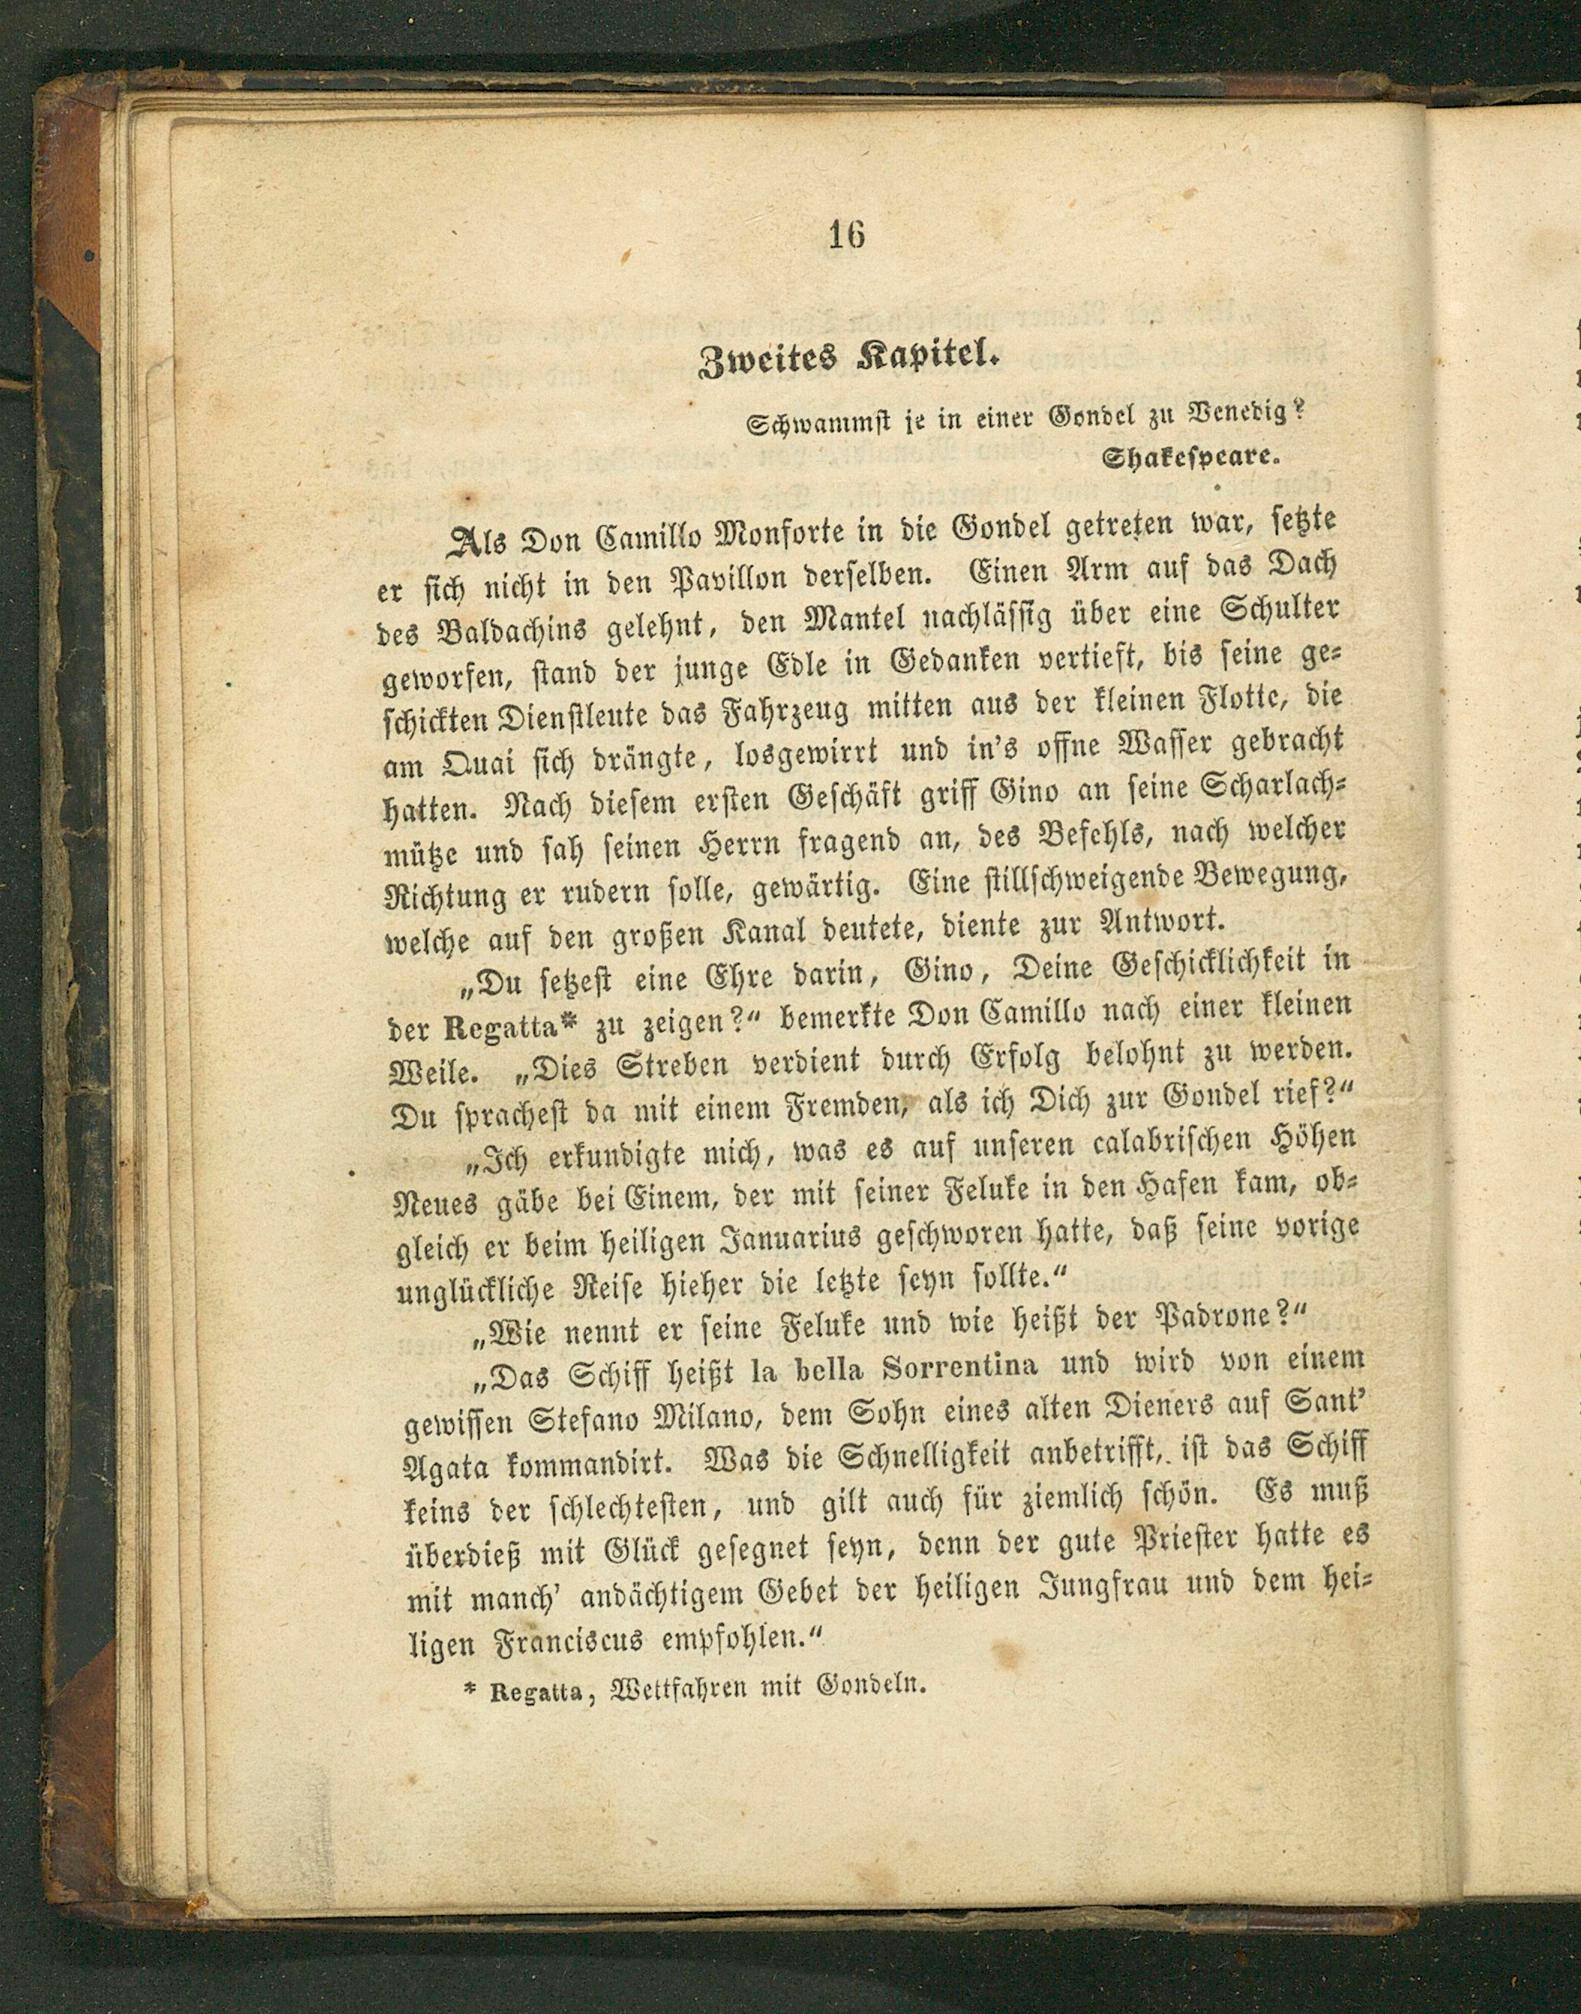 16
Zweites Kapitel.
Schwammst je in einer Gondel zu Venedig?
Shakespeare.
Als Don Camillo Monforte in die Gondel getreten war, setzte
er sich nicht in den Pavillon derselben. Einen Arm auf das Dach
des Baldachins gelehnt, den Mantel nachlässig über eine Schulter
geworfen, stand der junge Edle in Gedanken vertieft, bis seine ge-
schickten Dienstleute das Fahrzeug mitten aus der kleinen Flotte, die
am Quai sich drängte, losgewirrt und in's offne Wasser gebracht
hatten. Nach diesem ersten Geschäft griff Gino an seine Scharlach-
mütze und sah seinen Herrn fragend an, des Befehls, nach welcher
Richtung er rudern solle, gewärtig. Eine stillschweigende Bewegung,
welche auf den großen Kanal deutete, diente zur Antwort.
„Du setzest eine Ehre darin, Gino, Deine Geschicklichkeit in
der Regatta* zu zeigen?“ bemerkte Don Camillo nach einer kleinen
Weile. „Dies Streben verdient durch Erfolg belohnt zu werden.
Du sprachest da mit einem Fremden, als ich Dich zur Gondel rief?“
„Ich erkundigte mich, was es auf unseren calabrischen Höhen
Neues gäbe bei Einem, der mit seiner Feluke in den Hafen kam, ob-
gleich er beim heiligen Januarius geschworen hatte, daß seine vorige
unglückliche Reise hieher die letzte seyn sollte.“
„Wie nennt er seine Feluke und wie heißt der Padrone?“
„Das Schiff heißt la bella Sorrentina und wird von einem
gewissen Stefano Milano, dem Sohn eines alten Dieners auf Sant'
Agata kommandirt. Was die Schnelligkeit anbetrifft, ist das Schiff
keins der schlechtesten, und gilt auch für ziemlich schön. Es muß
überdieß mit Glück gesegnet seyn, denn der gute Priester hatte es
mit manch' andächtigem Gebet der heiligen Jungfrau und dem hei-
ligen Franciscus empfohlen.“
* Regatta, Wettfahren mit Gondeln.